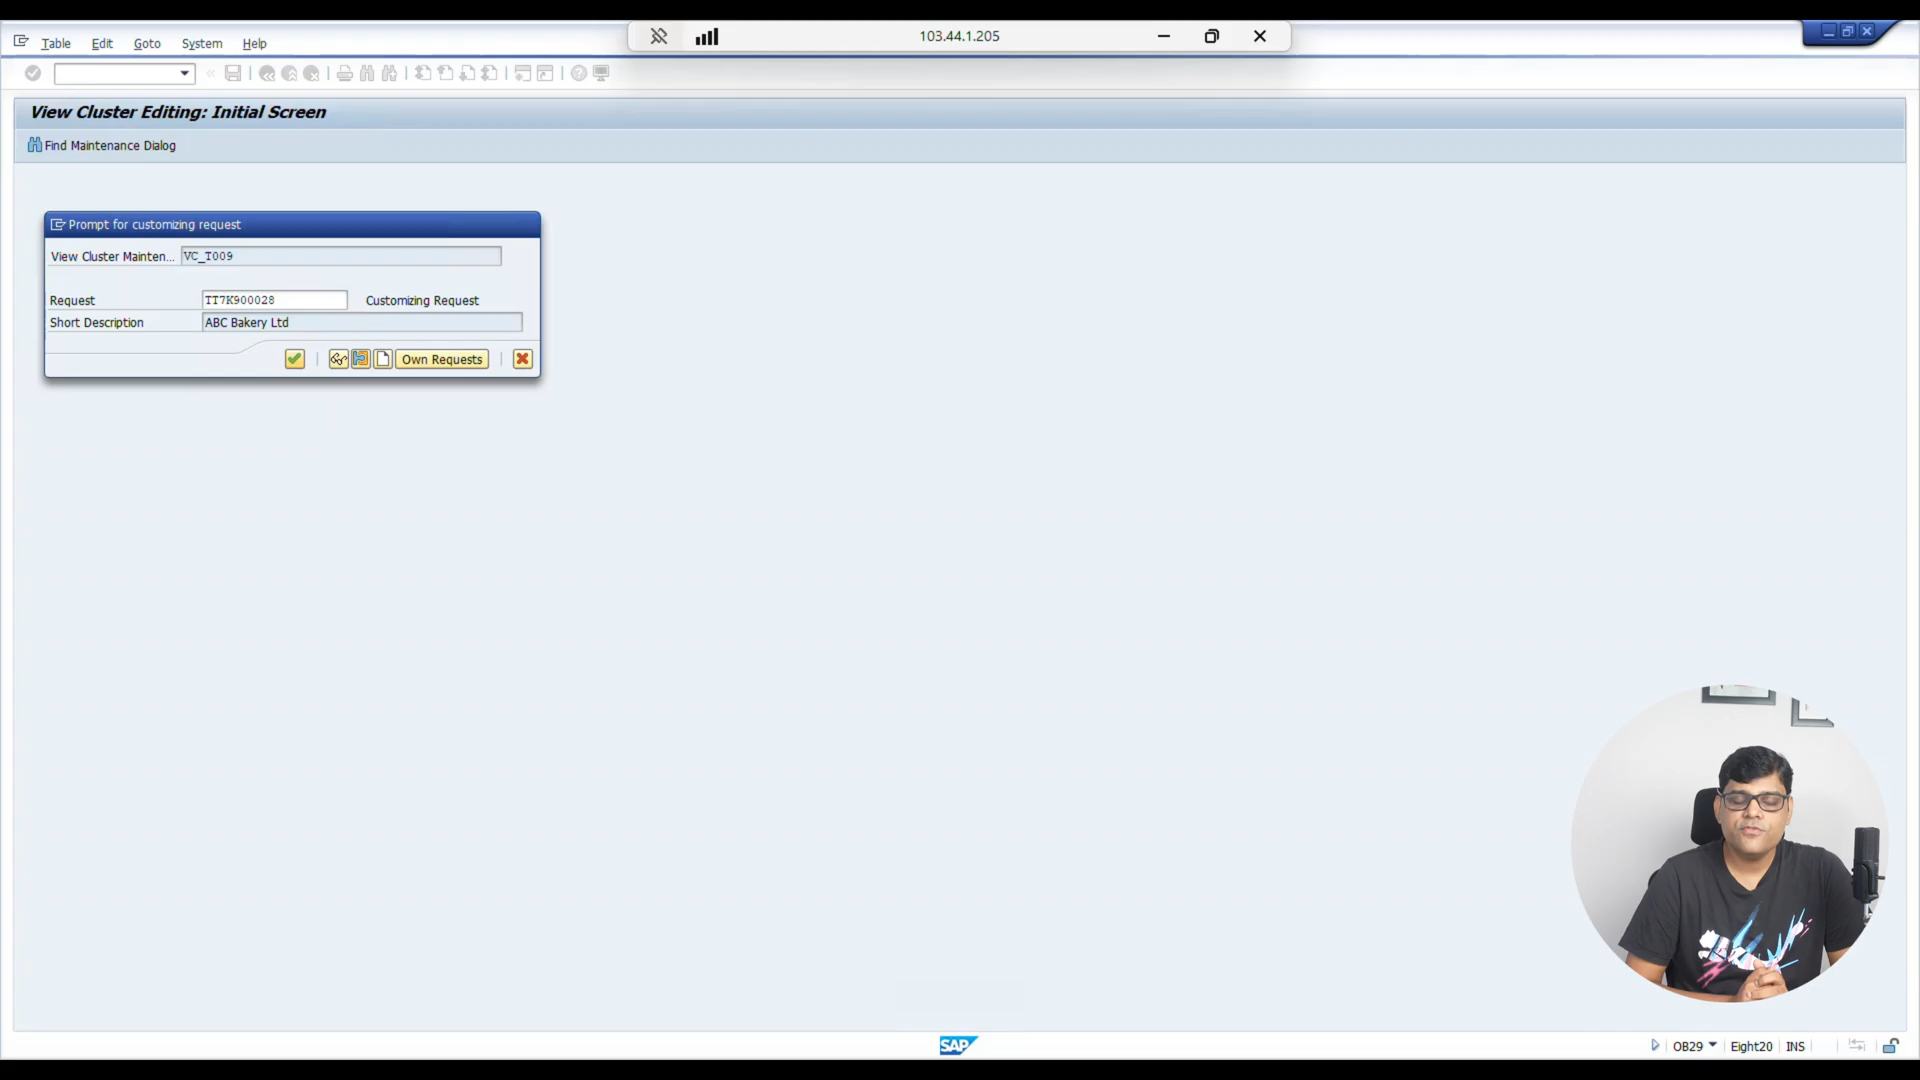 103.44.1.205
Table Edit Goto System Help
View Cluster Editing: Initial Screen
Find Maintenance Dialog
Prompt for customizing request
View Cluster Mainten... VC_T009
Request TT7K900028 Customizing Request
Short Description ABC Bakery Ltd
Own Requests
SAP
OB29 Eight20 INS